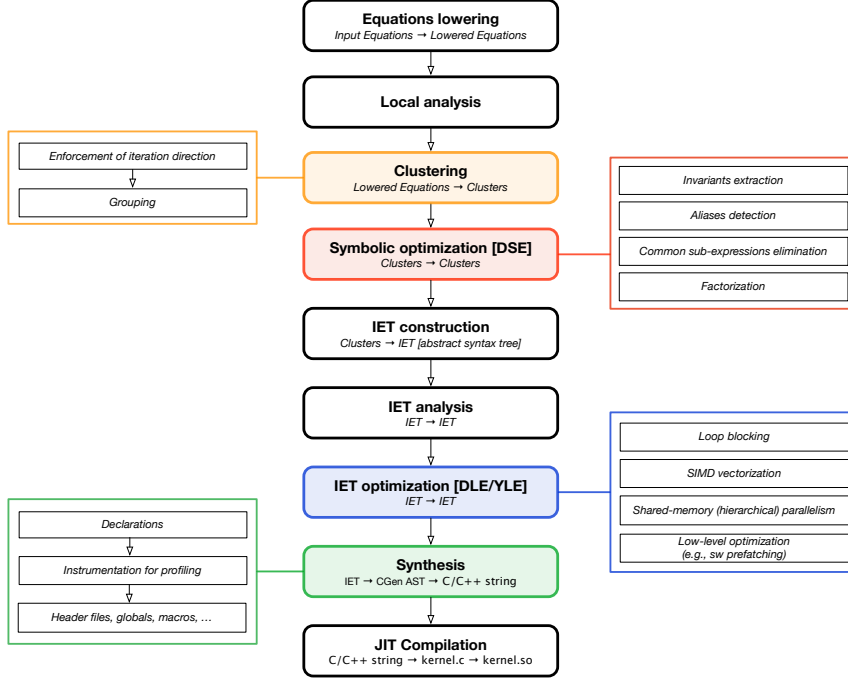 Equations lowering
Input Equations → Lowered Equations
Local analysis
Enforcement of iteration direction
Grouping
Clustering
Lowered Equations → Clusters
Invariants extraction
Aliases detection
Common sub-expressions elimination
Factorization
Symbolic optimization [DSE]
Clusters → Clusters
IET construction
Clusters → IET [abstract syntax tree]
IET analysis
IET → IET
Loop blocking
SIMD vectorization
Shared-memory (hierarchical) parallelism
Low-level optimization
(e.g., sw prefatching)
IET optimization [DLE/YLE]
IET → IET
Declarations
Instrumentation for profiling
Header files, globals, macros, …
Synthesis
IET → CGen AST → C/C++ string
JIT Compilation
C/C++ string → kernel.c → kernel.so